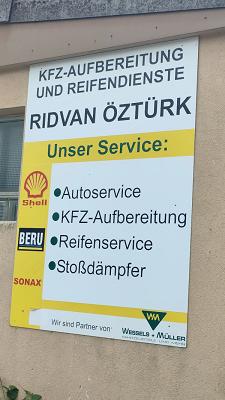 KFZ-AUFBEREITUNG
UND REIFENDIENSTE
RIDVAN ÖZTÜRK
Unser Service:
Shell
BERU
SONAX
•Autoservice
•KFZ-Aufbereitung
•Reifenservice
•Stoßdämpfer
Wir sind Partner von:
WM
WESSELS + MÜLLER